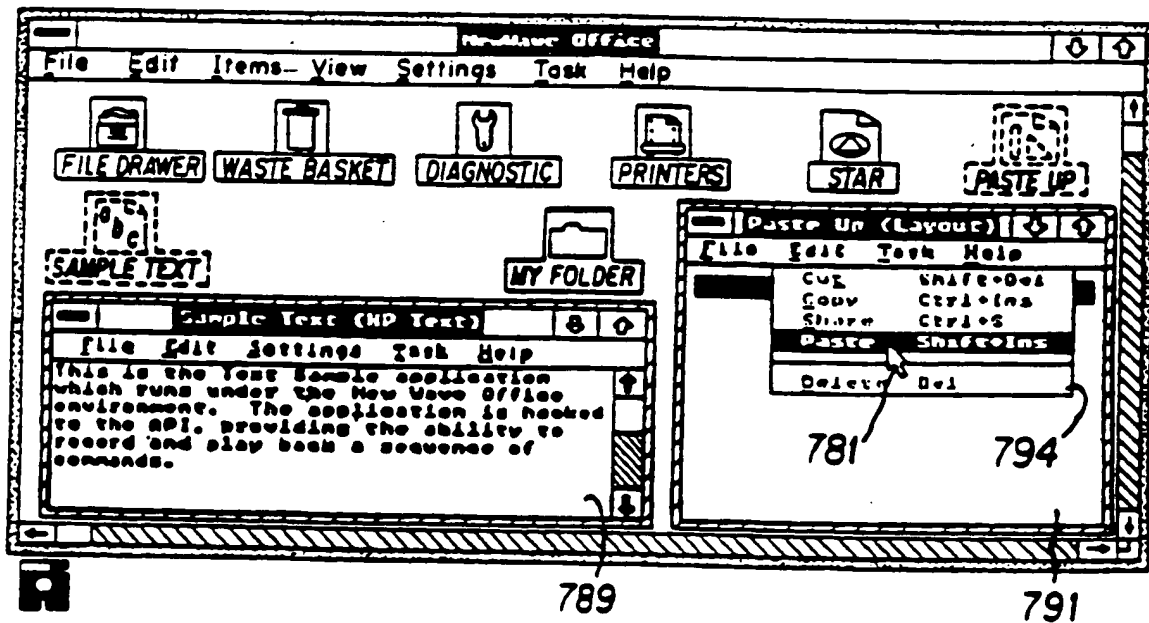 NewWave Office
File Edit Items View Settings Task Help
FILE DRAWER WASTE BASKET DIAGNOSTIC PRINTERS STAR PASTE UP
SAMPLE TEXT MY FOLDER
Paste Up (Layout)
File Edit Task Help
Cut Shift+Del
Copy Ctrl+Ins
Share Ctrl+S
Paste Shift+Ins
Delete Del
Sample Text (HP Text)
File Edit Settings Task Help
This is the Text Sample application
which runs under the New Wave Office
environment. The application is hooked
to the API, providing the ability to
record and play back a sequence of
commands.
781 794
789 791